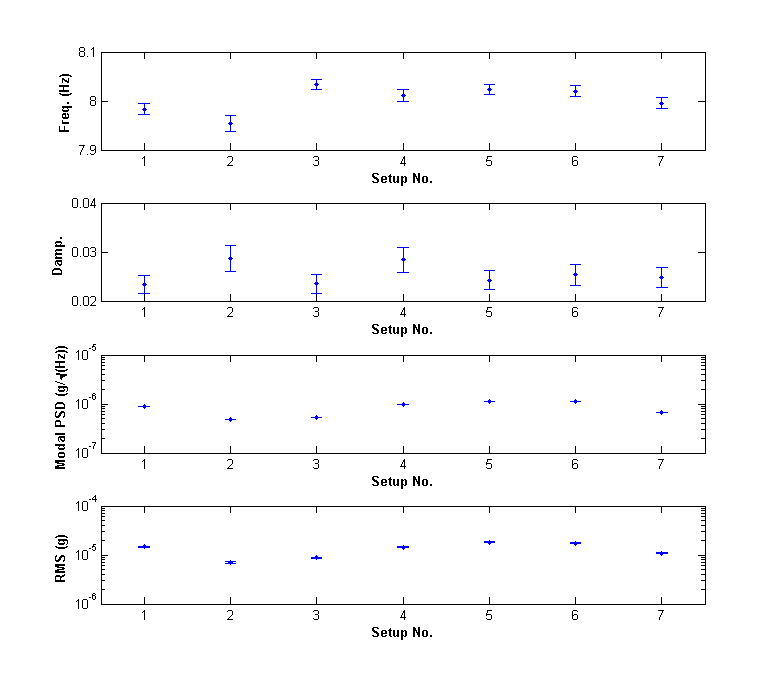 8.1
8
7.9
Freq. (Hz)
1 2 3 4 5 6 7
Setup No.
0.04
0.03
0.02
Damp.
1 2 3 4 5 6 7
Setup No.
10^-5
10^-6
10^-7
Modal PSD (g/√(Hz))
1 2 3 4 5 6 7
Setup No.
10^-4
10^-5
10^-6
RMS (g)
1 2 3 4 5 6 7
Setup No.